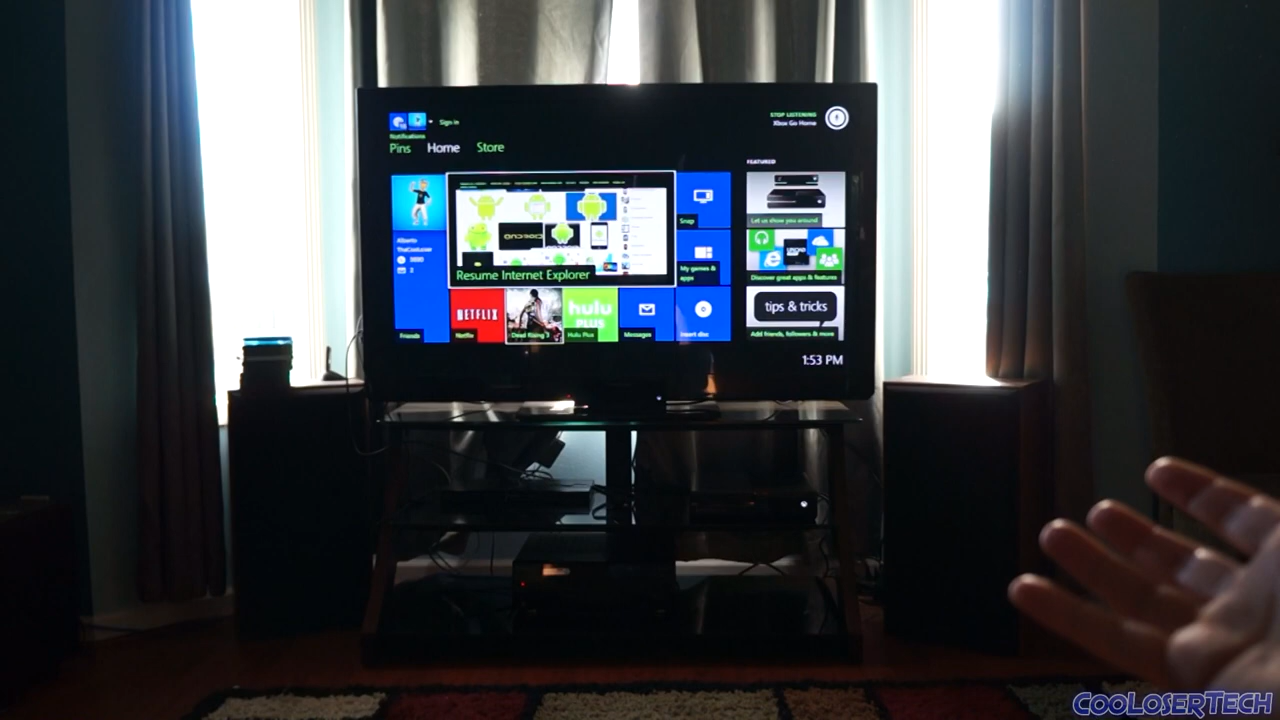 Sign in
STOP LISTENING
Xbox Go Home
Notifications
Pins Home Store
FEATURED
Alberto
Resume Internet Explorer
Snap
My games & apps
Let us show you around
Discover great apps & features
Friends
NETFLIX
Netflix
Dead Rising 3
hulu
PLUS
Hulu Plus
Messages
Insert disc
tips & tricks
Add friends, followers & more
1:53 PM
COOLOSERTECH